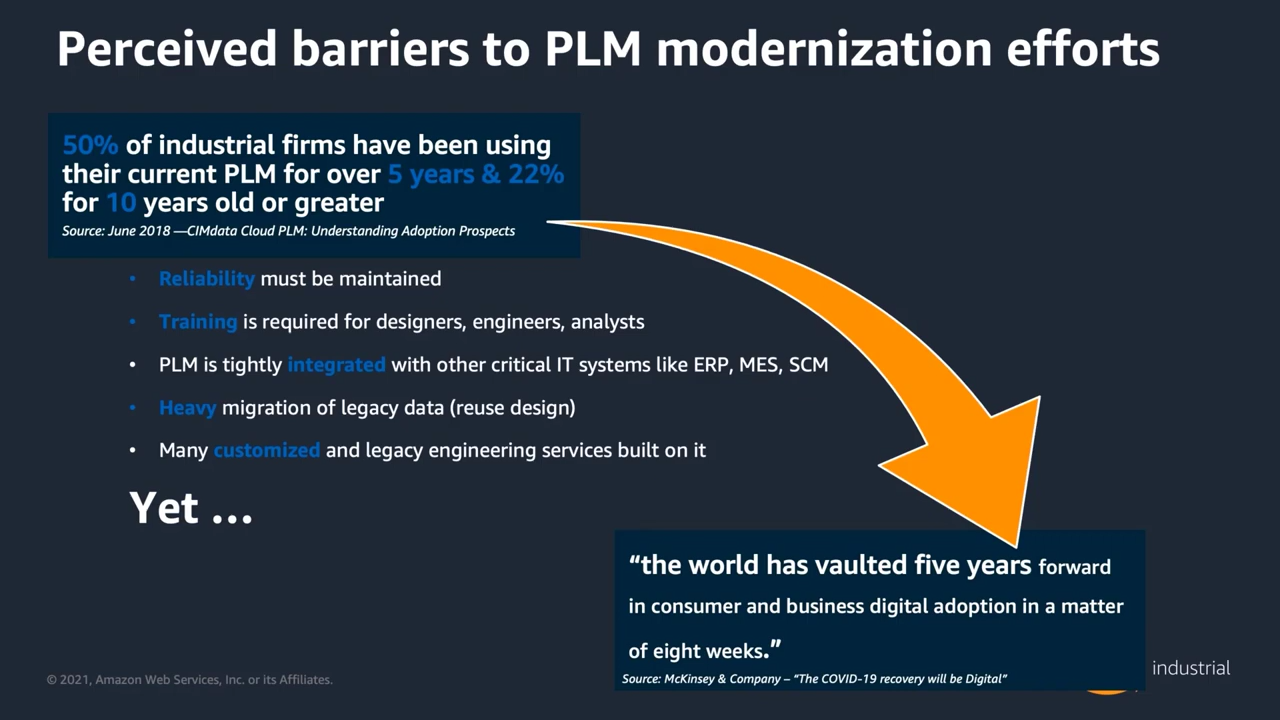 Perceived barriers to PLM modernization efforts
50% of industrial firms have been using
their current PLM for over 5 years & 22%
for 10 years old or greater
Source: June 2018 —CIMdata Cloud PLM: Understanding Adoption Prospects
• Reliability must be maintained
• Training is required for designers, engineers, analysts
• PLM is tightly integrated with other critical IT systems like ERP, MES, SCM
• Heavy migration of legacy data (reuse design)
• Many customized and legacy engineering services built on it
Yet ...
“the world has vaulted five years forward
in consumer and business digital adoption in a matter
of eight weeks.”
Source: McKinsey & Company – “The COVID-19 recovery will be Digital”
industrial
© 2021, Amazon Web Services, Inc. or its Affiliates.